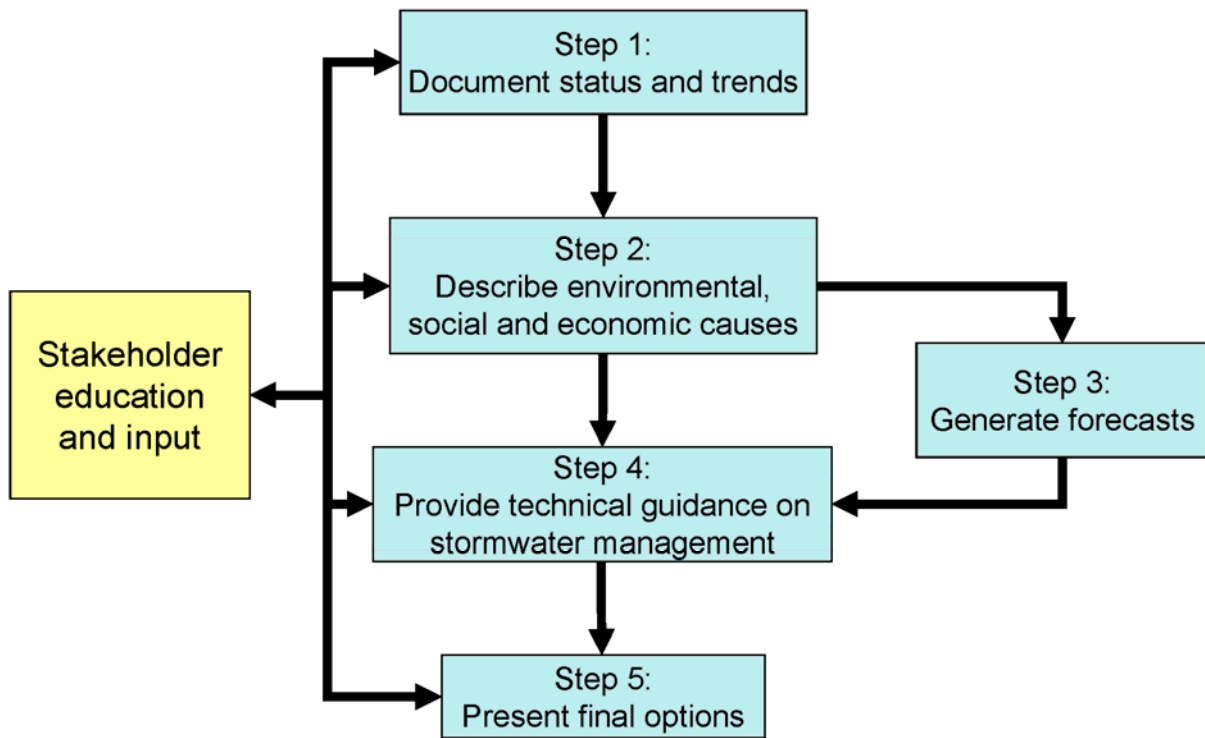 Step 1:
Document status and trends
Step 2:
Describe environmental,
social and economic causes
Stakeholder
education
and input
Step 3:
Generate forecasts
Step 4:
Provide technical guidance on
stormwater management
Step 5:
Present final options